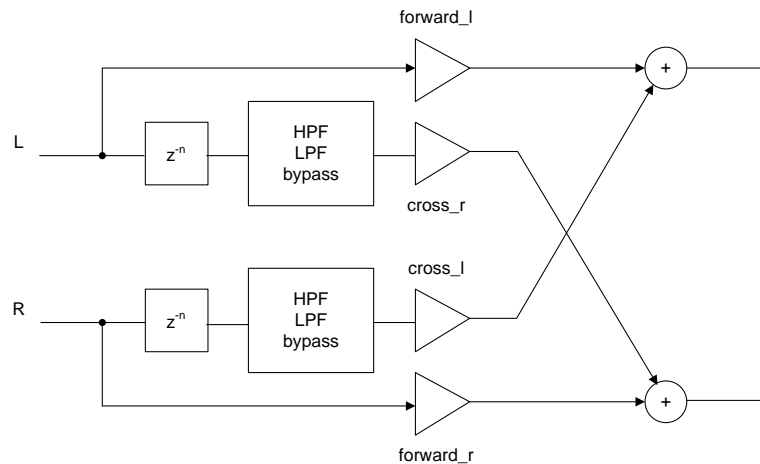 forward_l
+
L
z⁻ⁿ
HPF
LPF
bypass
cross_r
cross_l
R
z⁻ⁿ
HPF
LPF
bypass
+
forward_r